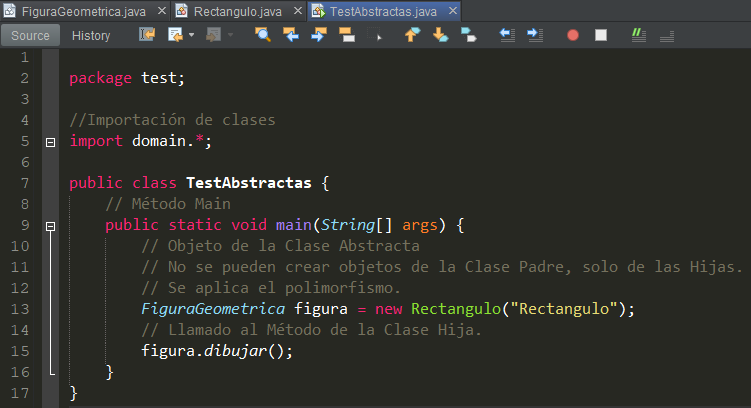 FiguraGeometrica.java Rectangulo.java TestAbstractas.java
Source History
1
2 package test;
3
4 //Importación de clases
5 import domain.*;
6
7 public class TestAbstractas {
8 // Método Main
9 public static void main(String[] args) {
10 // Objeto de la Clase Abstracta
11 // No se pueden crear objetos de la Clase Padre, solo de las Hijas.
12 // Se aplica el polimorfismo.
13 FiguraGeometrica figura = new Rectangulo("Rectangulo");
14 // Llamado al Método de la Clase Hija.
15 figura.dibujar();
16 }
17 }